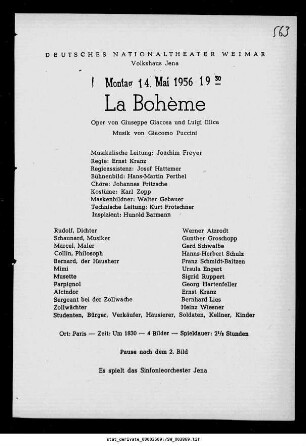 563
DEUTSCHES NATIONALTHEATER WEIMAR
Volkshaus Jena
Montag 14. Mai 1956 19 30
La Bohème
Oper von Giuseppe Giacosa und Luigi Illica
Musik von Giacomo Puccini
Musikalische Leitung: Joachim Freyer
Regie: Ernst Kranz
Regieassistenz: Josef Hattemer
Bühnenbild: Hans-Martin Perthel
Chöre: Johannes Fritzsche
Kostüme: Karl Zopp
Maskenbildner: Walter Gebauer
Technische Leitung: Kurt Protschner
Inspizient: Harald Bermann
Rudolf, Dichter Werner Alzrodt
Schaunard, Musiker Gunther Groschopp
Marcel, Maler Gerd Schwalbe
Collin, Philosoph Hanns-Herbert Schulz
Bernard, der Hausherr Franz Schmidt-Baltzen
Mimi Ursula Engert
Musette Sigrid Ruppert
Parpignol Georg Hartenfeller
Alcindor Ernst Kranz
Sergeant bei der Zollwache Bernhard Lies
Zollwächter Heinz Wiesner
Studenten, Bürger, Verkäufer, Hausierer, Soldaten, Kellner, Kinder
Ort: Paris — Zeit: Um 1830 — 4 Bilder — Spieldauer: 2½ Stunden
Pause nach dem 2. Bild
Es spielt das Sinfonieorchester Jena